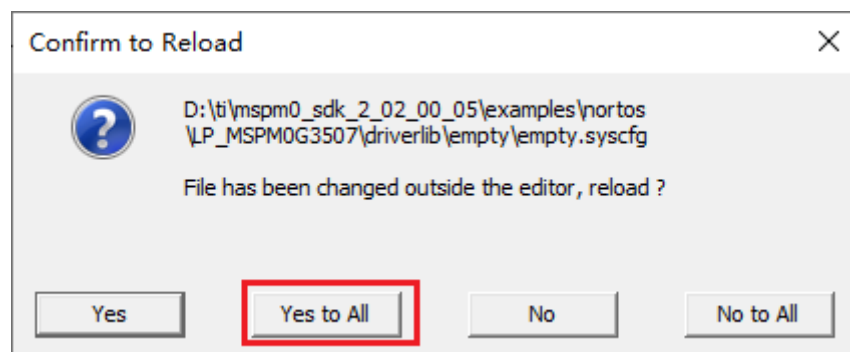 Confirm to Reload
D:\ti\mspm0_sdk_2_02_00_05\examples\nortos
\LP_MSPM0G3507\driverlib\empty\empty.syscfg
File has been changed outside the editor, reload ?
Yes Yes to All No No to All